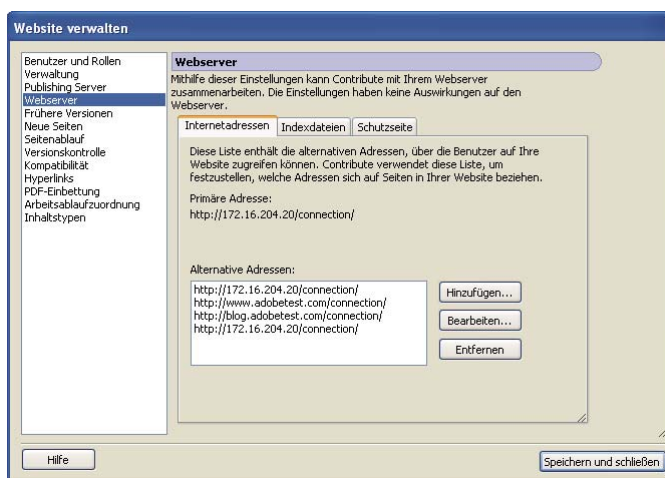 Website verwalten
Benutzer und Rollen
Verwaltung
Publishing Server
Webserver
Frühere Versionen
Neue Seiten
Seitenablauf
Versionskontrolle
Kompatibilität
Hyperlinks
PDF-Einbettung
Arbeitsablaufzuordnung
Inhaltstypen
Webserver
Mithilfe dieser Einstellungen kann Contribute mit Ihrem Webserver
zusammenarbeiten. Die Einstellungen haben keine Auswirkungen auf den
Webserver.
Internetadressen Indexdateien Schutzseite
Diese Liste enthält die alternativen Adressen, über die Benutzer auf Ihre
Website zugreifen können. Contribute verwendet diese Liste, um
festzustellen, welche Adressen sich auf Seiten in Ihrer Website beziehen.
Primäre Adresse:
http://172.16.204.20/connection/
Alternative Adressen:
http://172.16.204.20/connection/
http://www.adobetest.com/connection/
http://blog.adobetest.com/connection/
http://172.16.204.20/connection/
Hinzufügen...
Bearbeiten...
Entfernen
Hilfe
Speichern und schließen